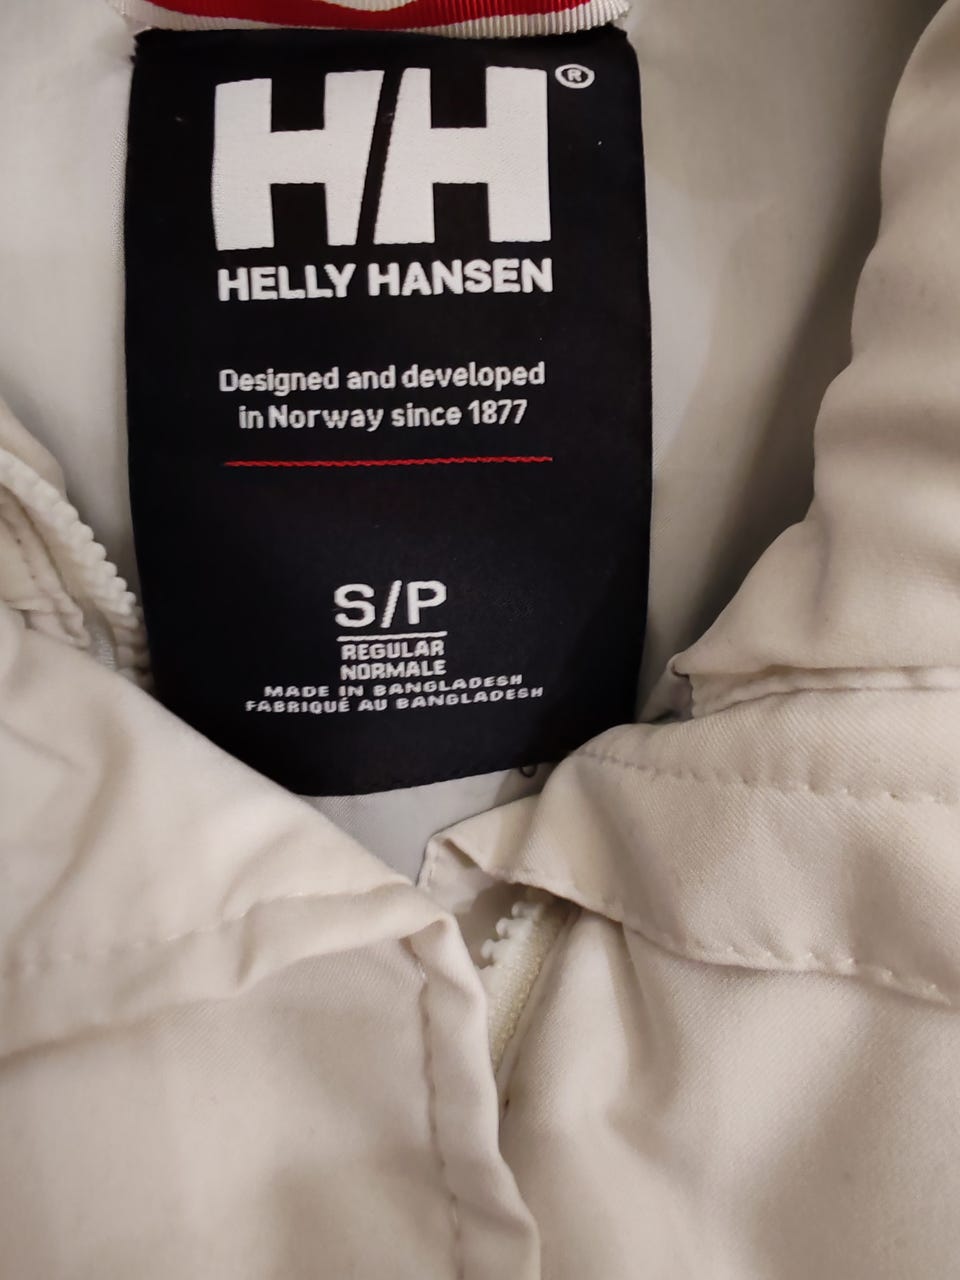 HH®
HELLY HANSEN
Designed and developed
in Norway since 1877
S/P
REGULAR
NORMALE
MADE IN BANGLADESH
FABRIQUÉ AU BANGLADESH